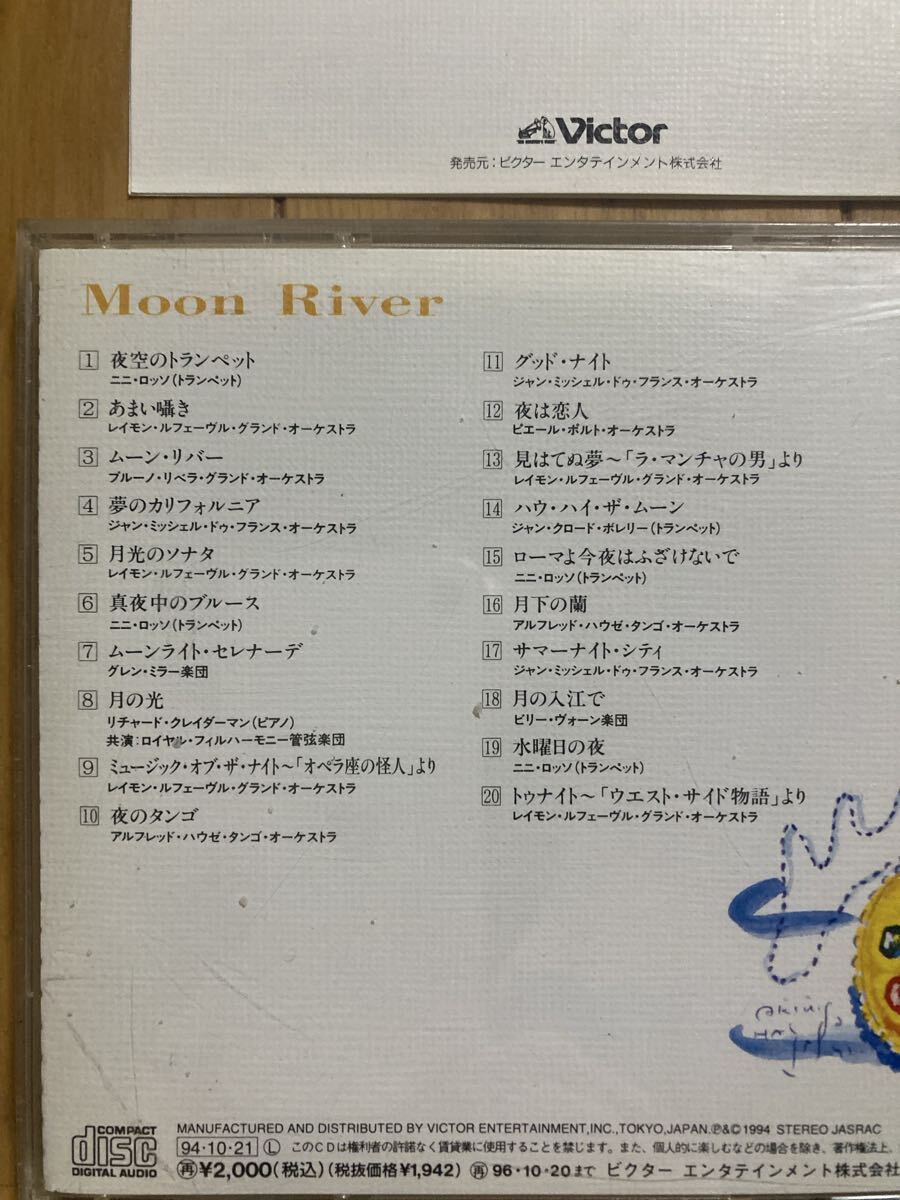 Victor
発売元：ビクター エンタテインメント株式会社
Moon River
1 夜空のトランペット
ニニ・ロッソ（トランペット）
2 あまい囁き
レイモン・ルフェーヴル・グランド・オーケストラ
3 ムーン・リバー
ブルーノ・リベラ・グランド・オーケストラ
4 夢のカリフォルニア
ジャン・ミッシェル・ドゥ・フランス・オーケストラ
5 月光のソナタ
レイモン・ルフェーヴル・グランド・オーケストラ
6 真夜中のブルース
ニニ・ロッソ（トランペット）
7 ムーンライト・セレナーデ
グレン・ミラー楽団
8 月の光
リチャード・クレイダーマン（ピアノ）
共演：ロイヤル・フィルハーモニー管弦楽団
9 ミュージック・オブ・ザ・ナイト〜「オペラ座の怪人」より
レイモン・ルフェーヴル・グランド・オーケストラ
10 夜のタンゴ
アルフレッド・ハウゼ・タンゴ・オーケストラ
11 グッド・ナイト
ジャン・ミッシェル・ドゥ・フランス・オーケストラ
12 夜は恋人
ピエール・ポルト・オーケストラ
13 見はてぬ夢〜「ラ・マンチャの男」より
レイモン・ルフェーヴル・グランド・オーケストラ
14 ハウ・ハイ・ザ・ムーン
ジャン・クロード・ボレリー（トランペット）
15 ローマよ今夜はふざけないで
ニニ・ロッソ（トランペット）
16 月下の蘭
アルフレッド・ハウゼ・タンゴ・オーケストラ
17 サマーナイト・シティ
ジャン・ミッシェル・ドゥ・フランス・オーケストラ
18 月の入江で
ビリー・ヴォーン楽団
19 水曜日の夜
ニニ・ロッソ（トランペット）
20 トゥナイト〜「ウエスト・サイド物語」より
レイモン・ルフェーヴル・グランド・オーケストラ
COMPACT
disc
DIGITAL AUDIO
MANUFACTURED AND DISTRIBUTED BY VICTOR ENTERTAINMENT,INC.,TOKYO,JAPAN.℗&©1994 STEREO JASRAC
94・10・21 Ⓛ このCDは権利者の許諾なく賃貸業に使用することを禁じます。また、個人的に楽しむなどの場合を除き、著作権法上、
㊢¥2,000(税込)(税抜価格¥1,942) ㊢96・10・20まで ビクター エンタテインメント株式会